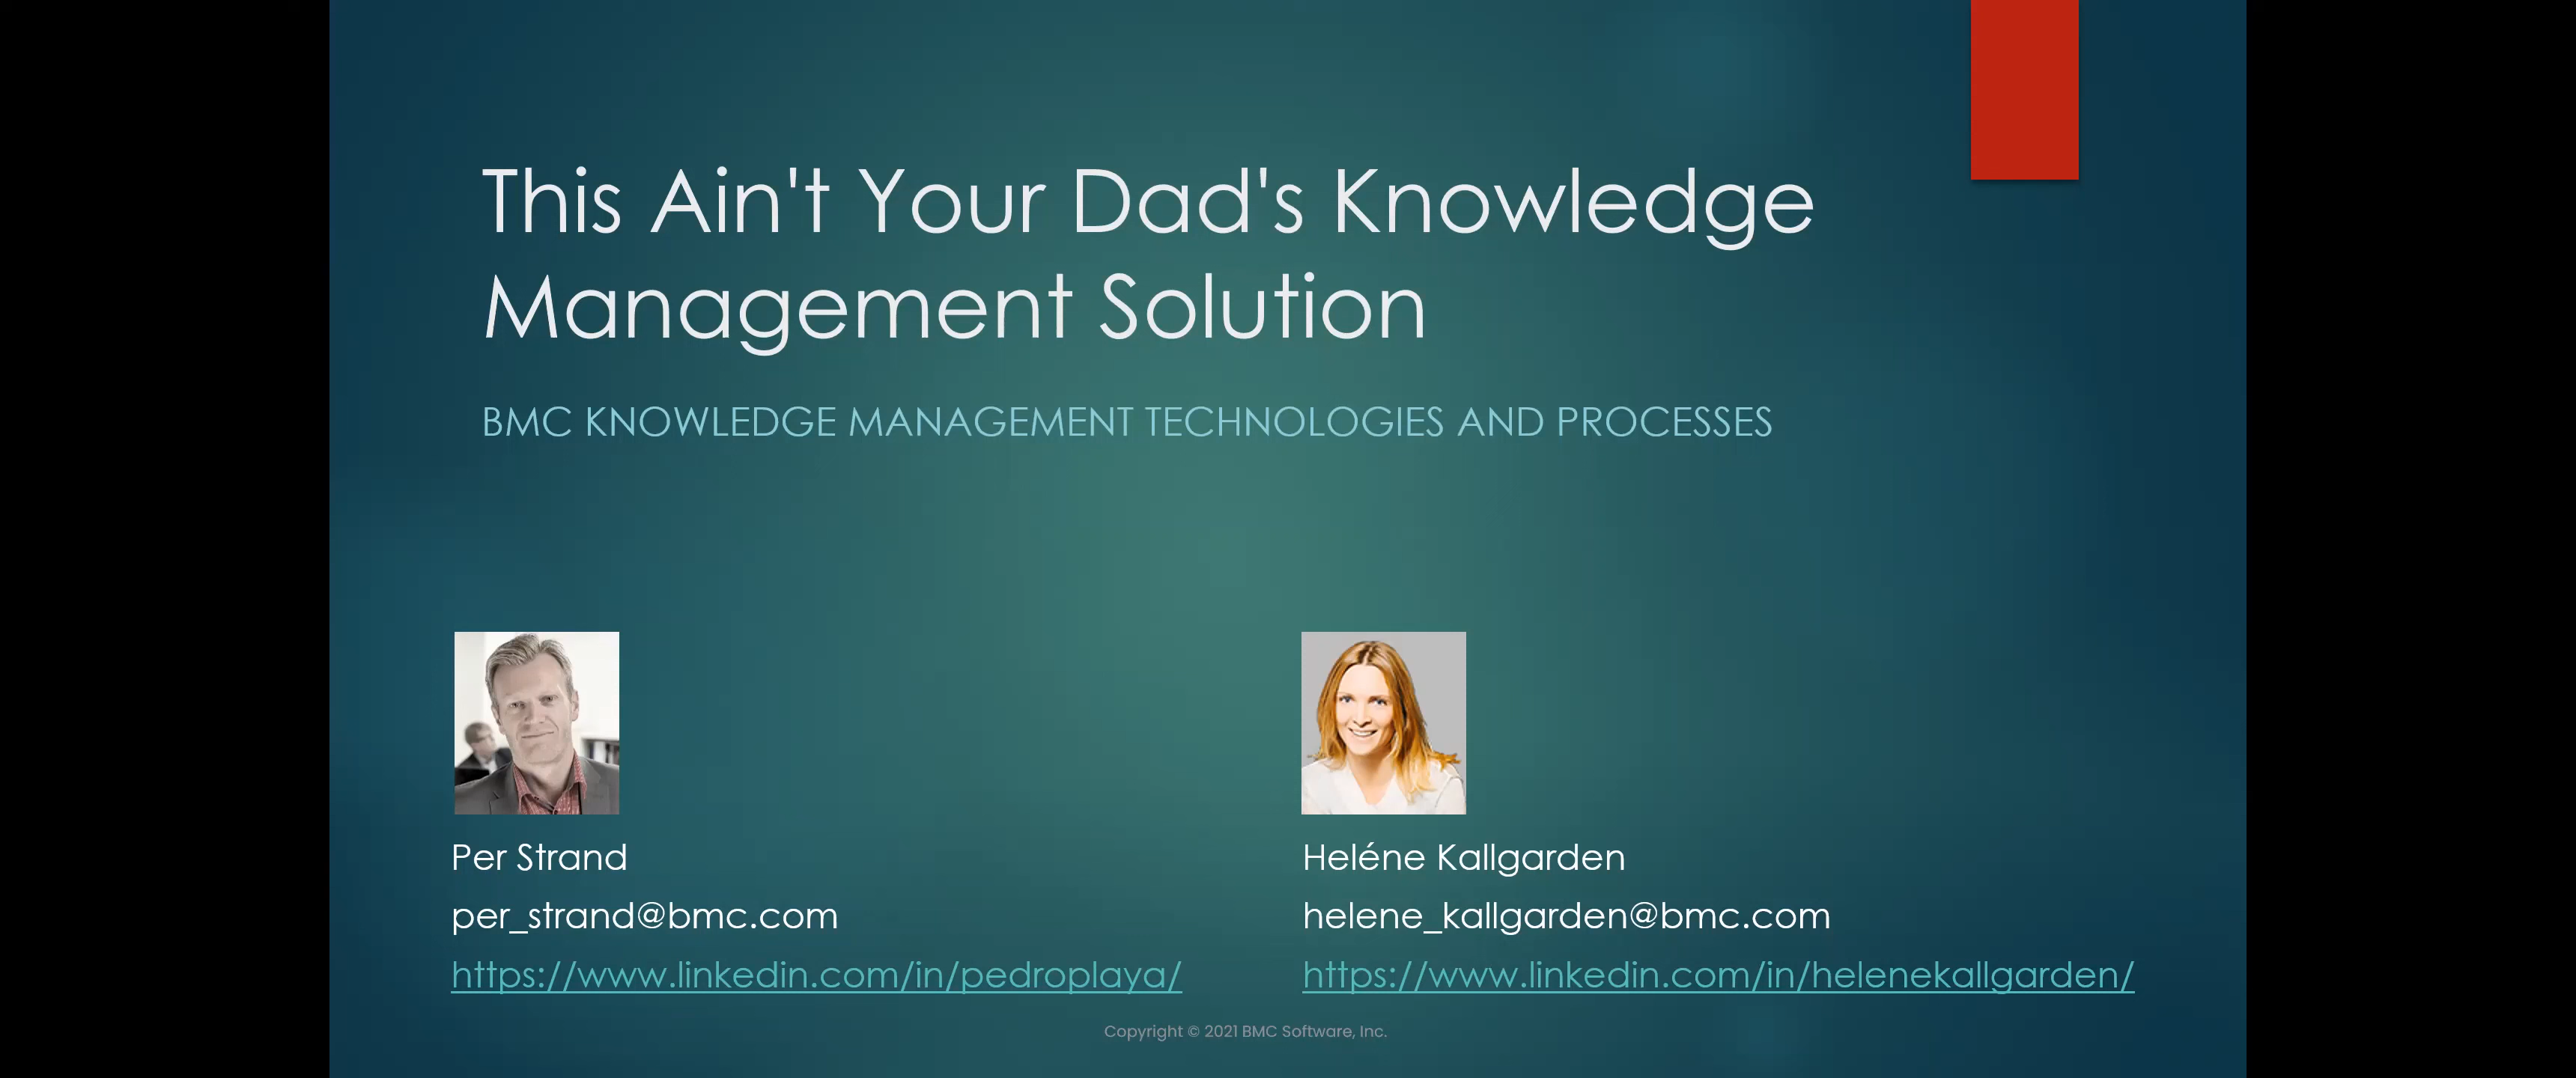 This Ain't Your Dad's Knowledge
Management Solution
BMC KNOWLEDGE MANAGEMENT TECHNOLOGIES AND PROCESSES
Per Strand
per_strand@bmc.com
https://www.linkedin.com/in/pedroplaya/
Heléne Kallgarden
helene_kallgarden@bmc.com
https://www.linkedin.com/in/helenekallgarden/
Copyright © 2021 BMC Software, Inc.